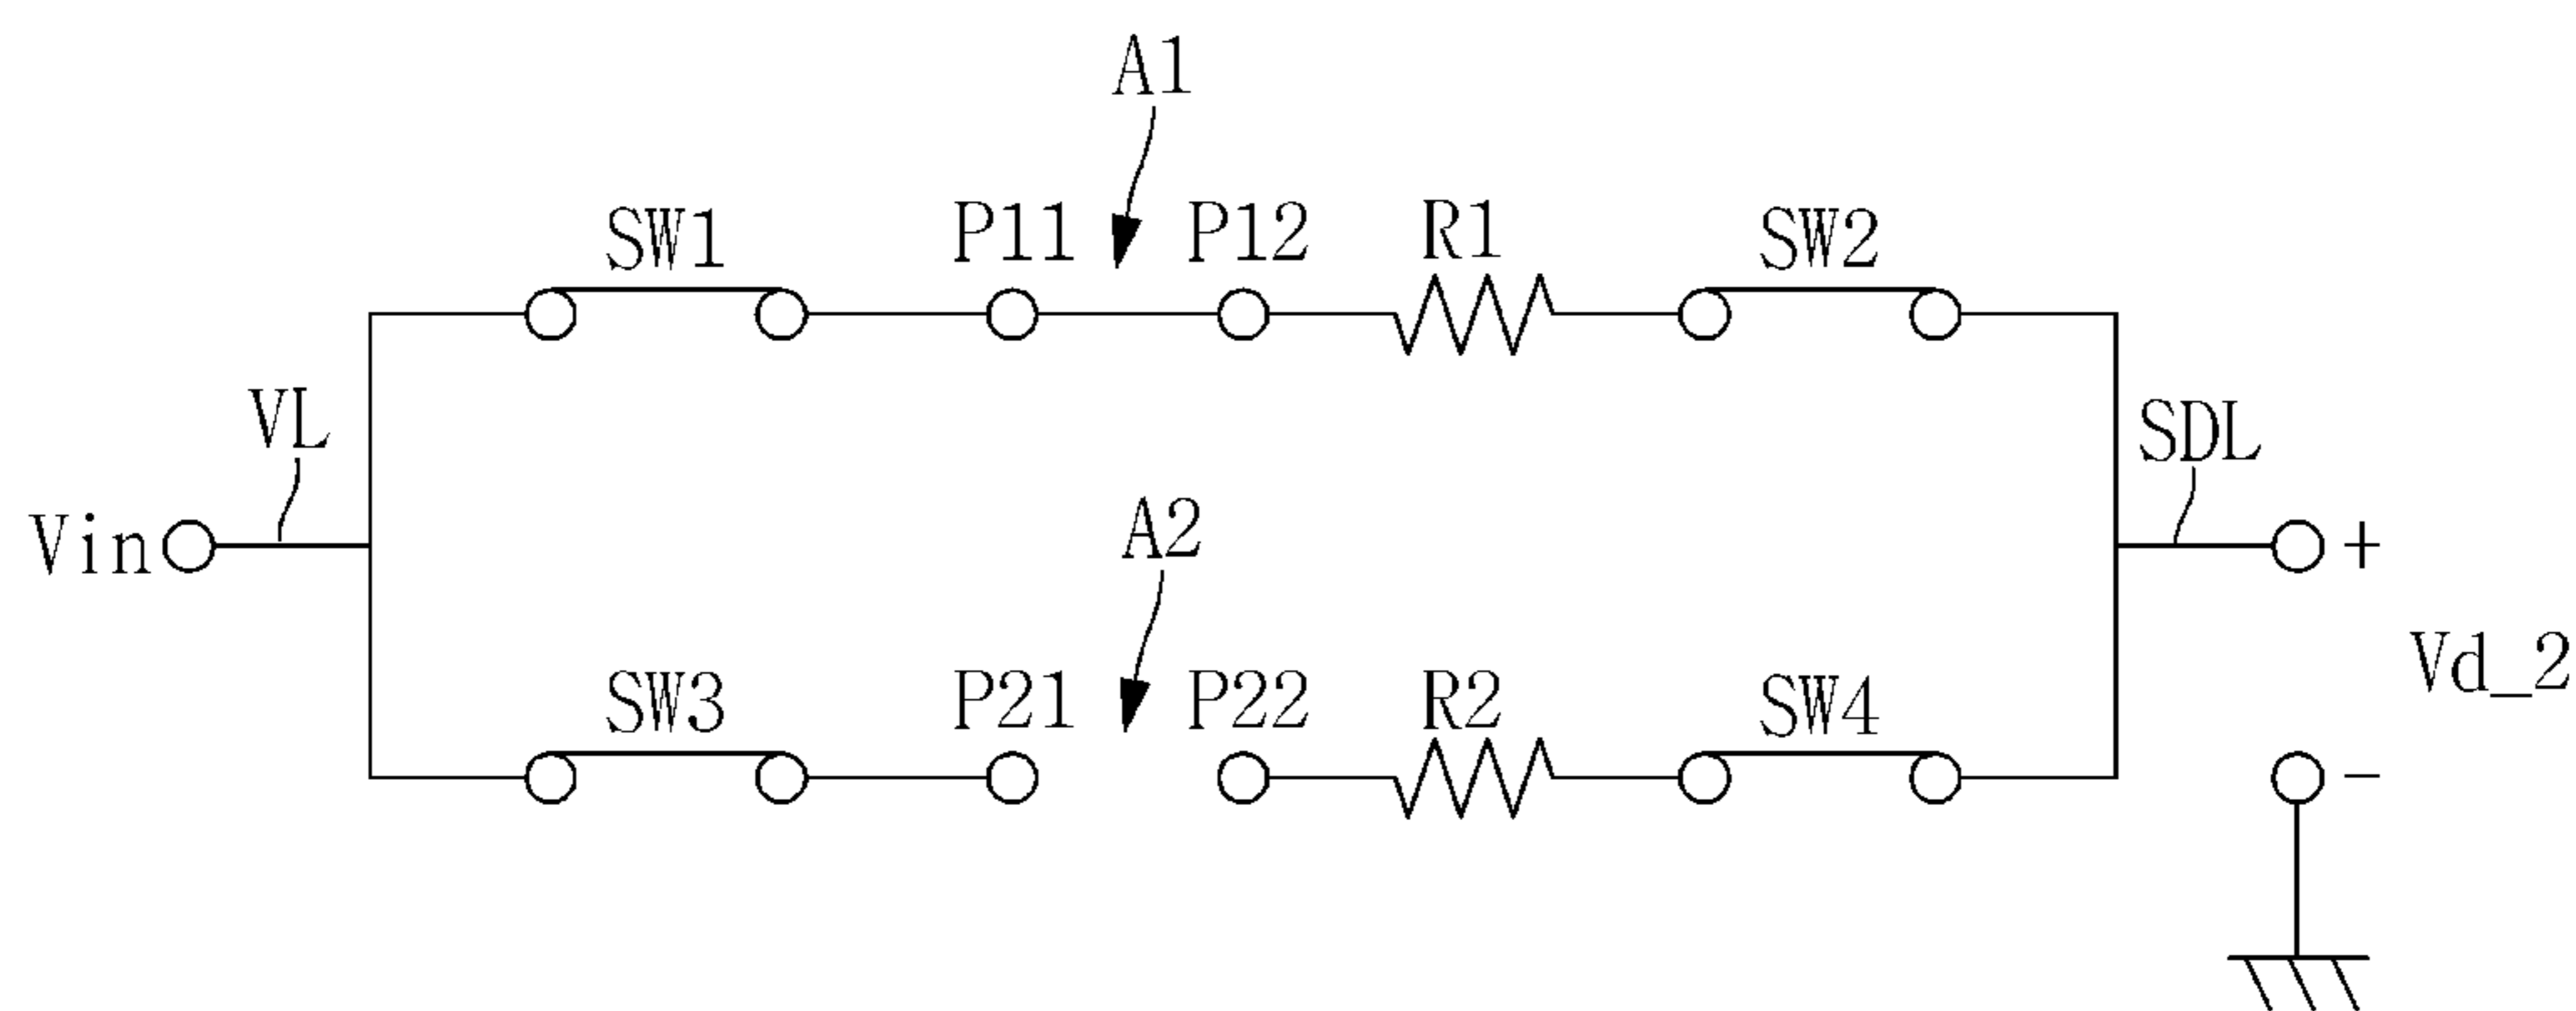 A1
SW1
P11
P12
R1
SW2
VL
SDL
Vin
A2
+
SW3
P21
P22
R2
SW4
Vd_2
-